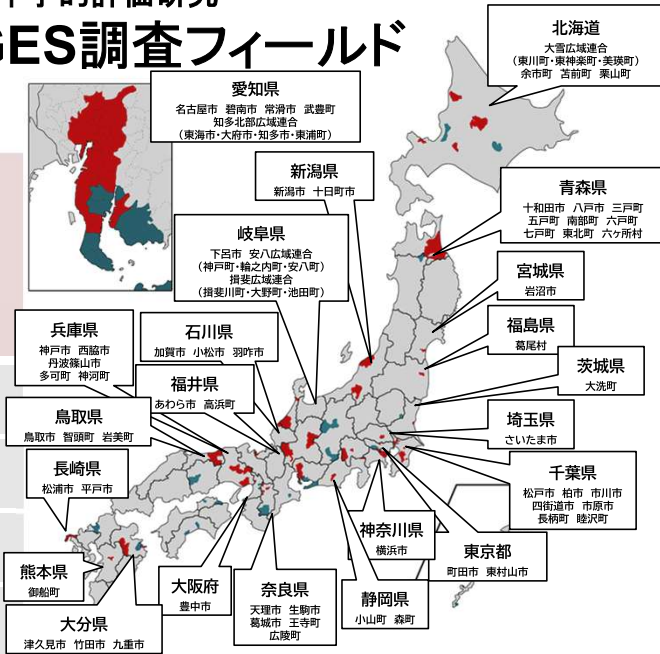 GES調査フィールド
北海道
大雪広域連合
(東川町・東神楽町・美瑛町)
余市町 苫前町 栗山町
愛知県
名古屋市 碧南市 常滑市 武豊町
知多北部広域連合
(東海市・大府市・知多市・東浦町)
新潟県
新潟市 十日町市
青森県
十和田市 八戸市 三戸町
五戸町 南部町 六戸町
七戸町 東北町 六ヶ所村
岐阜県
下呂市 安八広域連合
(神戸町・輪之内町・安八町)
揖斐広域連合
(揖斐川町・大野町・池田町)
宮城県
岩沼市
福島県
葛尾村
兵庫県
神戸市 西脇市
丹波篠山市
多可町 神河町
石川県
加賀市 小松市 羽咋市
茨城県
大洗町
福井県
あわら市 高浜町
鳥取県
鳥取市 智頭町 岩美町
埼玉県
さいたま市
長崎県
松浦市 平戸市
千葉県
松戸市 柏市 市川市
四街道市 市原市
長柄町 睦沢町
神奈川県
横浜市
東京都
町田市 東村山市
熊本県
御船町
大阪府
豊中市
奈良県
天理市 生駒市
葛城市 王寺町
広陵町
静岡県
小山町 森町
大分県
津久見市 竹田市 九重市